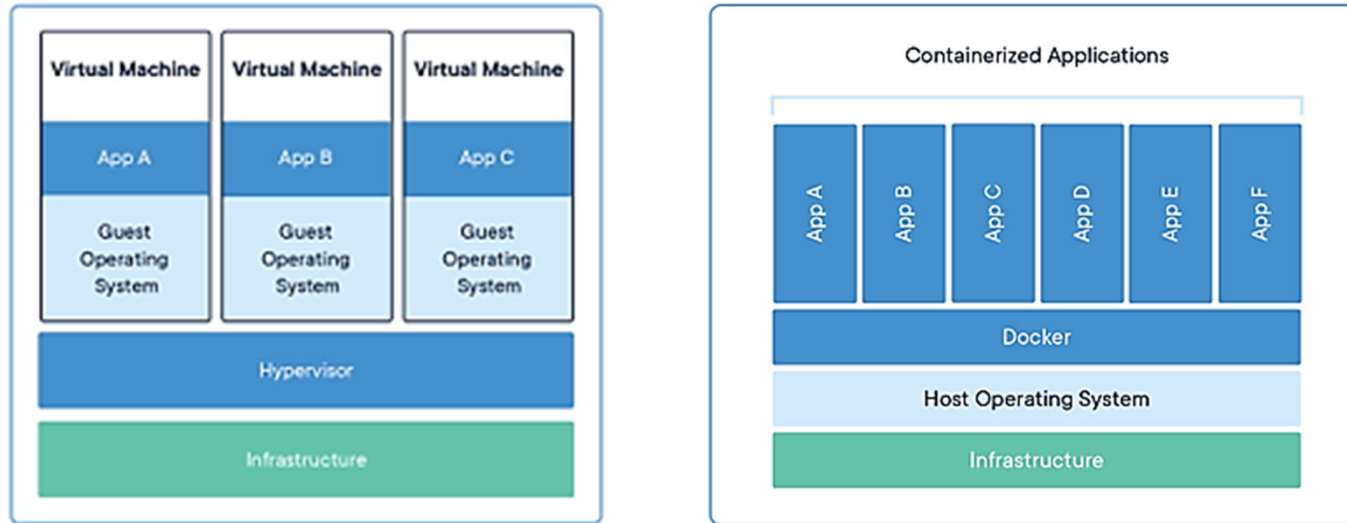 Virtual Machine
Virtual Machine
Virtual Machine
App A
App B
App C
Guest
Operating
System
Guest
Operating
System
Guest
Operating
System
Hypervisor
Infrastructure
Containerized Applications
App A
App B
App C
App D
App E
App F
Docker
Host Operating System
Infrastructure